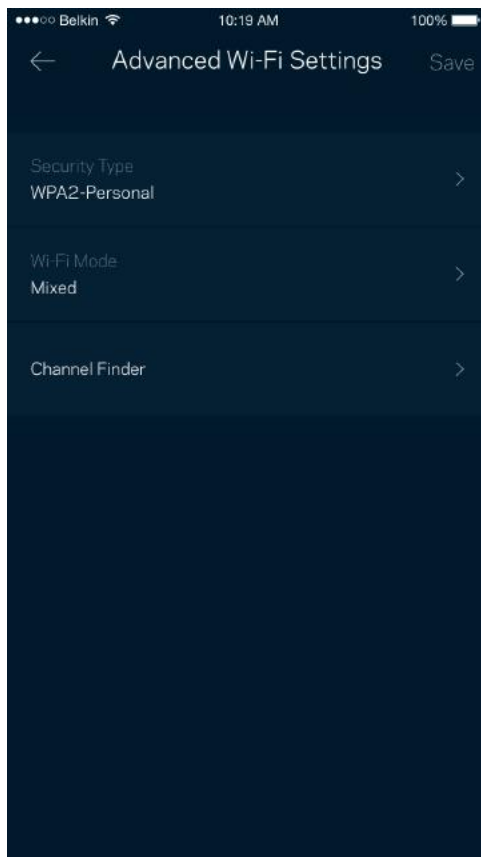 Belkin 10:19 AM 100%
Advanced Wi-Fi Settings Save
Security Type
WPA2-Personal
Wi-Fi Mode
Mixed
Channel Finder